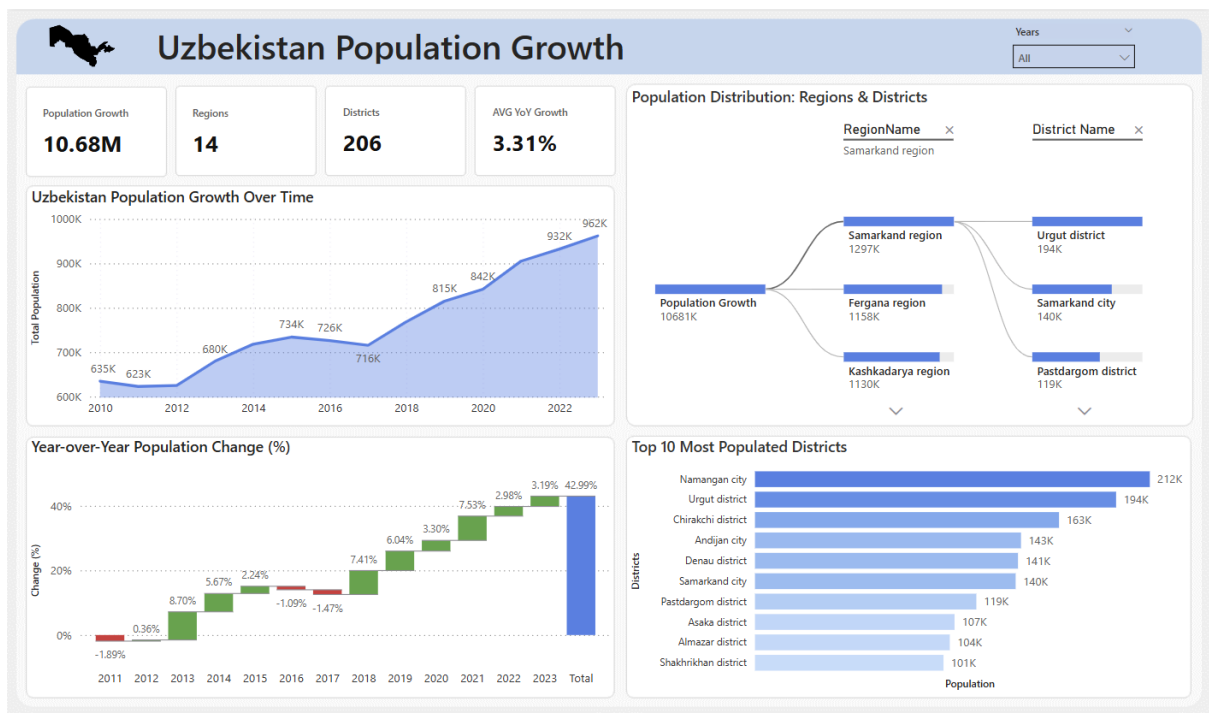 Uzbekistan Population Growth
Years
All
Population Growth
10.68M
Regions
14
Districts
206
AVG YoY Growth
3.31%
Uzbekistan Population Growth Over Time
Total Population
1000K
900K
800K
700K
600K
635K
623K
680K
734K
726K
716K
815K
842K
932K
962K
2010 2012 2014 2016 2018 2020 2022
Population Distribution: Regions & Districts
RegionName ×
Samarkand region
District Name ×
Population Growth
10681K
Samarkand region
1297K
Fergana region
1158K
Kashkadarya region
1130K
Urgut district
194K
Samarkand city
140K
Pastdargom district
119K
Year-over-Year Population Change (%)
Change (%)
40%
20%
0%
-1.89%
0.36%
8.70%
5.67%
2.24%
-1.09%
-1.47%
7.41%
6.04%
3.30%
7.53%
2.98%
3.19%
42.99%
2011 2012 2013 2014 2015 2016 2017 2018 2019 2020 2021 2022 2023 Total
Top 10 Most Populated Districts
Districts
Namangan city 212K
Urgut district 194K
Chirakchi district 163K
Andijan city 143K
Denau district 141K
Samarkand city 140K
Pastdargom district 119K
Asaka district 107K
Almazar district 104K
Shakhrikhan district 101K
Population